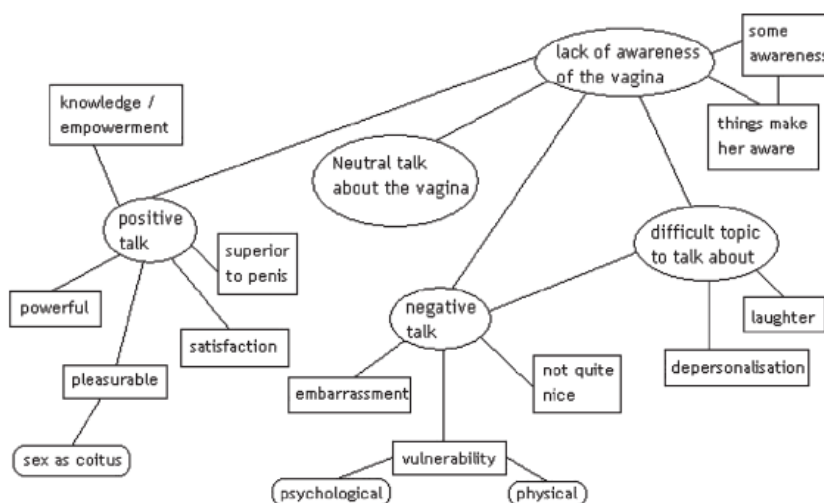 lack of awareness
of the vagina
some
awareness
things make
her aware
knowledge /
empowerment
Neutral talk
about the vagina
positive
talk
superior
to penis
difficult topic
to talk about
powerful
satisfaction
negative
talk
laughter
pleasurable
embarrassment
not quite
nice
depersonalisation
sex as coitus
vulnerability
psychological
physical